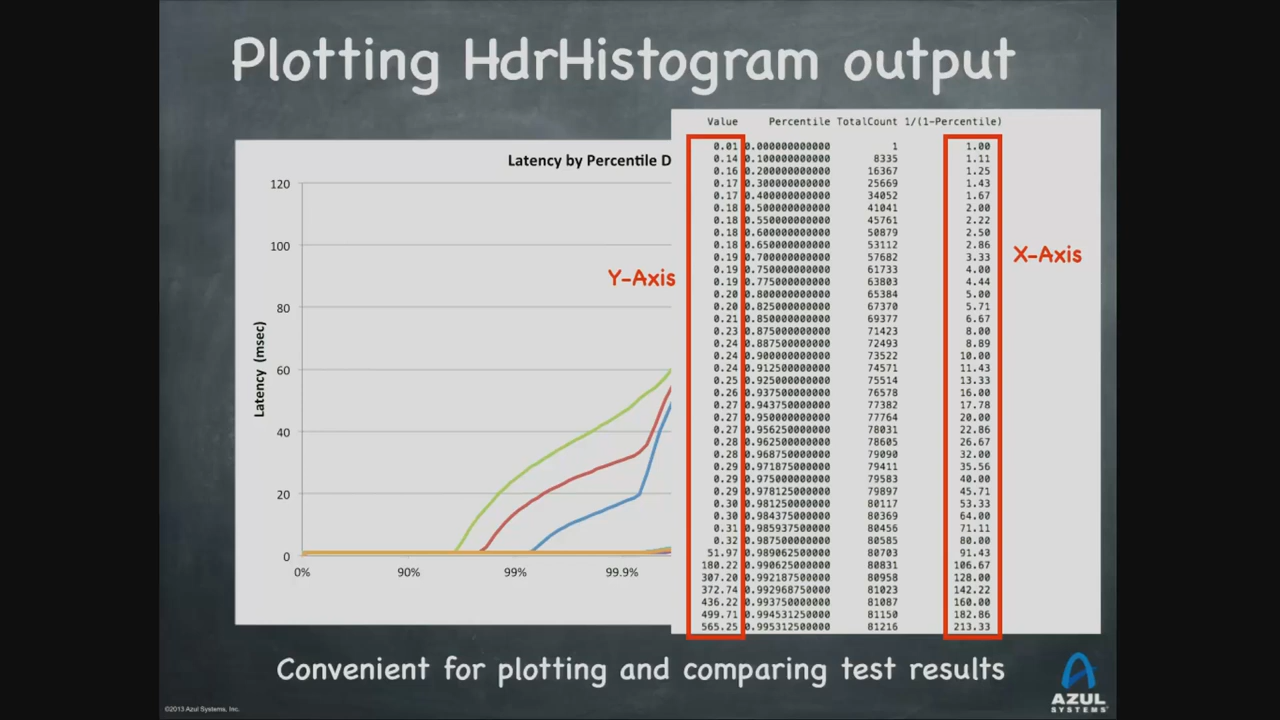 Plotting HdrHistogram output
Latency by Percentile D
120
100
80
60
40
20
0
Latency (msec)
0% 90% 99% 99.9%
Y-Axis
X-Axis
Value Percentile TotalCount 1/(1-Percentile)
0.01 0.000000000000 1 1.00
0.14 0.100000000000 8335 1.11
0.16 0.200000000000 16367 1.25
0.17 0.300000000000 25669 1.43
0.17 0.400000000000 34052 1.67
0.18 0.500000000000 41041 2.00
0.18 0.550000000000 45761 2.22
0.18 0.600000000000 50879 2.50
0.18 0.650000000000 53112 2.86
0.19 0.700000000000 57682 3.33
0.19 0.750000000000 61733 4.00
0.19 0.775000000000 63803 4.44
0.20 0.800000000000 65384 5.00
0.20 0.825000000000 67370 5.71
0.21 0.850000000000 69377 6.67
0.23 0.875000000000 71423 8.00
0.24 0.887500000000 72493 8.89
0.24 0.900000000000 73522 10.00
0.24 0.912500000000 74571 11.43
0.25 0.925000000000 75514 13.33
0.26 0.937500000000 76578 16.00
0.27 0.943750000000 77382 17.78
0.27 0.950000000000 77764 20.00
0.27 0.956250000000 78031 22.86
0.28 0.962500000000 78605 26.67
0.28 0.968750000000 79090 32.00
0.29 0.971875000000 79411 35.56
0.29 0.975000000000 79583 40.00
0.29 0.978125000000 79897 45.71
0.30 0.981250000000 80117 53.33
0.30 0.984375000000 80369 64.00
0.31 0.985937500000 80456 71.11
0.32 0.987500000000 80585 80.00
51.97 0.989062500000 80703 91.43
180.22 0.990625000000 80831 106.67
307.20 0.992187500000 80958 128.00
372.74 0.992968750000 81023 142.22
436.22 0.993750000000 81087 160.00
499.71 0.994531250000 81150 182.86
565.25 0.995312500000 81216 213.33
Convenient for plotting and comparing test results
©2013 Azul Systems, Inc.
AZUL
SYSTEMS